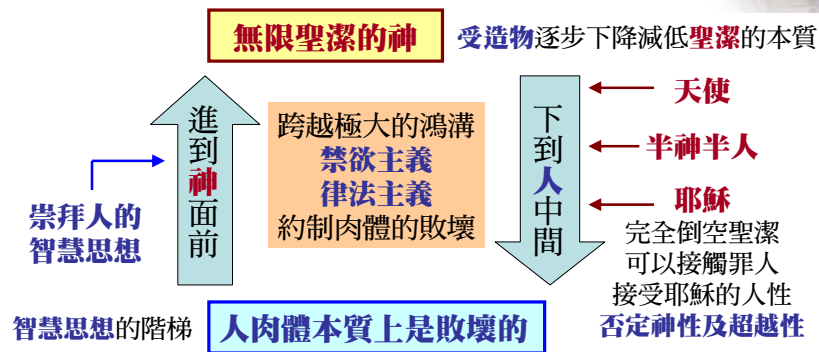 無限聖潔的神
受造物逐步下降減低聖潔的本質
進到神面前
跨越極大的鴻溝
禁欲主義
律法主義
約制肉體的敗壞
下到人中間
天使
半神半人
耶穌
完全倒空聖潔
可以接觸罪人
接受耶穌的人性
否定神性及超越性
崇拜人的
智慧思想
智慧思想的階梯
人肉體本質上是敗壞的